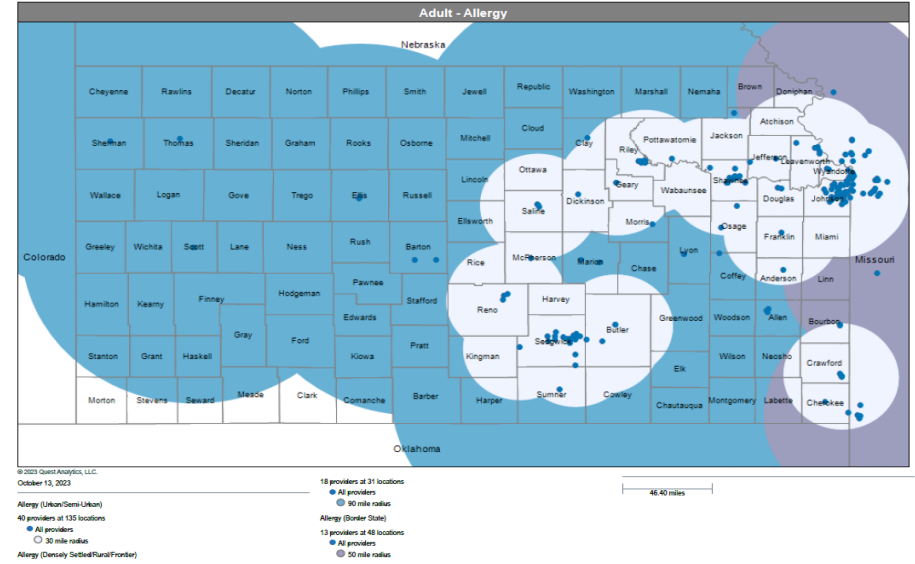 Adult - Allergy
Nebraska
Cheyenne Rawlins Decatur Norton Phillips Smith Jewell Republic Washington Marshall Nemaha Brown Doniphan
Atchison
Sherman Thomas Sheridan Graham Rooks Osborne Mitchell Cloud Clay Riley Pottawatomie Jackson Jefferson Leavenworth
Wyandotte
Ottawa
Lincoln
Wallace Logan Gove Trego Ellis Russell Saline Dickinson Geary Wabaunsee Shawnee Douglas Johnson
Ellsworth Morris Osage
Greeley Wichita Scott Lane Ness Rush Barton Franklin Miami
Colorado Rice McPherson Marion Chase Lyon Missouri
Coffey Anderson Linn
Hamilton Kearny Finney Hodgeman Pawnee Stafford Reno Harvey
Edwards Butler Greenwood Woodson Allen Bourbon
Gray Ford Sedgwick
Stanton Grant Haskell Kiowa Pratt Kingman Elk Wilson Neosho Crawford
Morton Stevens Seward Meade Clark Comanche Barber Harper Sumner Cowley Chautauqua Montgomery Labette Cherokee
Oklahoma
© 2023 Quest Analytics, LLC.
October 13, 2023
Allergy (Urban/Semi-Urban)
40 providers at 135 locations
All providers
30 mile radius
Allergy (Densely Settled/Rural/Frontier)
18 providers at 31 locations
All providers
90 mile radius
Allergy (Border State)
13 providers at 48 locations
All providers
50 mile radius
46.40 miles